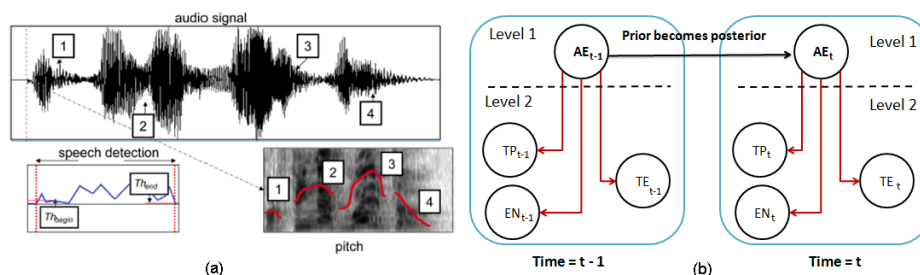 audio signal
1
2
3
4
speech detection
Th_end
Th_begin
1
2
3
4
pitch
(a)
Level 1
AE_t-1
Prior becomes posterior
AE_t
Level 1
Level 2
Level 2
TP_t-1
TE_t-1
EN_t-1
TP_t
TE_t
EN_t
Time = t - 1
(b)
Time = t